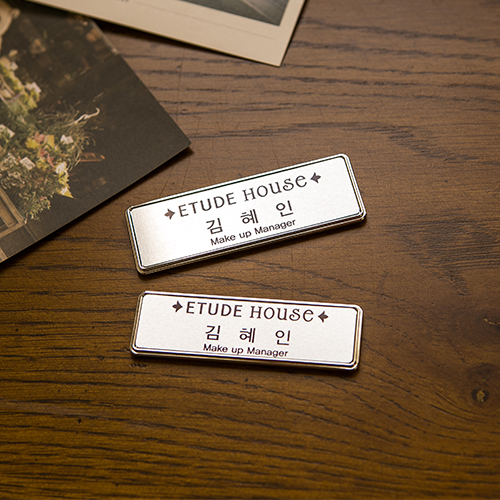 ETUDE HOUSE
김 혜 인
Make up Manager
ETUDE HOUSE
김 혜 인
Make up Manager